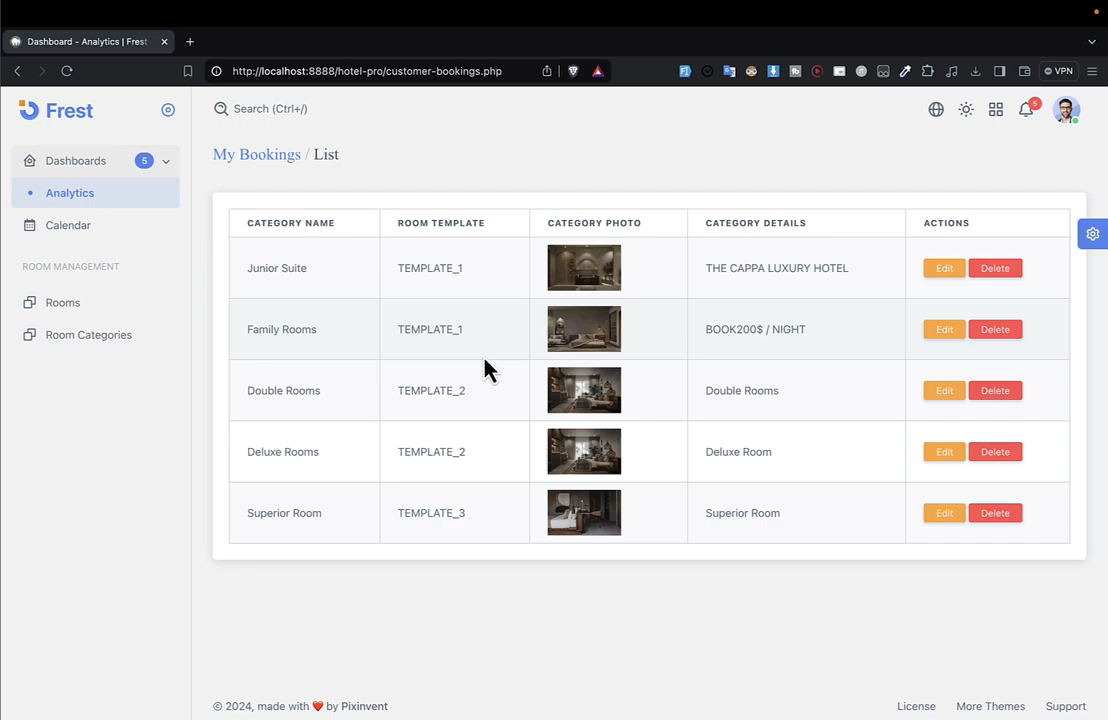 Dashboard - Analytics | Frest
http://localhost:8888/hotel-pro/customer-bookings.php
VPN
Frest
Search (Ctrl+/)
5
Dashboards 5
Analytics
Calendar
ROOM MANAGEMENT
Rooms
Room Categories
My Bookings / List
CATEGORY NAME ROOM TEMPLATE CATEGORY PHOTO CATEGORY DETAILS ACTIONS
Junior Suite TEMPLATE_1 THE CAPPA LUXURY HOTEL Edit Delete
Family Rooms TEMPLATE_1 BOOK200$ / NIGHT Edit Delete
Double Rooms TEMPLATE_2 Double Rooms Edit Delete
Deluxe Rooms TEMPLATE_2 Deluxe Room Edit Delete
Superior Room TEMPLATE_3 Superior Room Edit Delete
© 2024, made with ❤️ by Pixinvent License More Themes Support